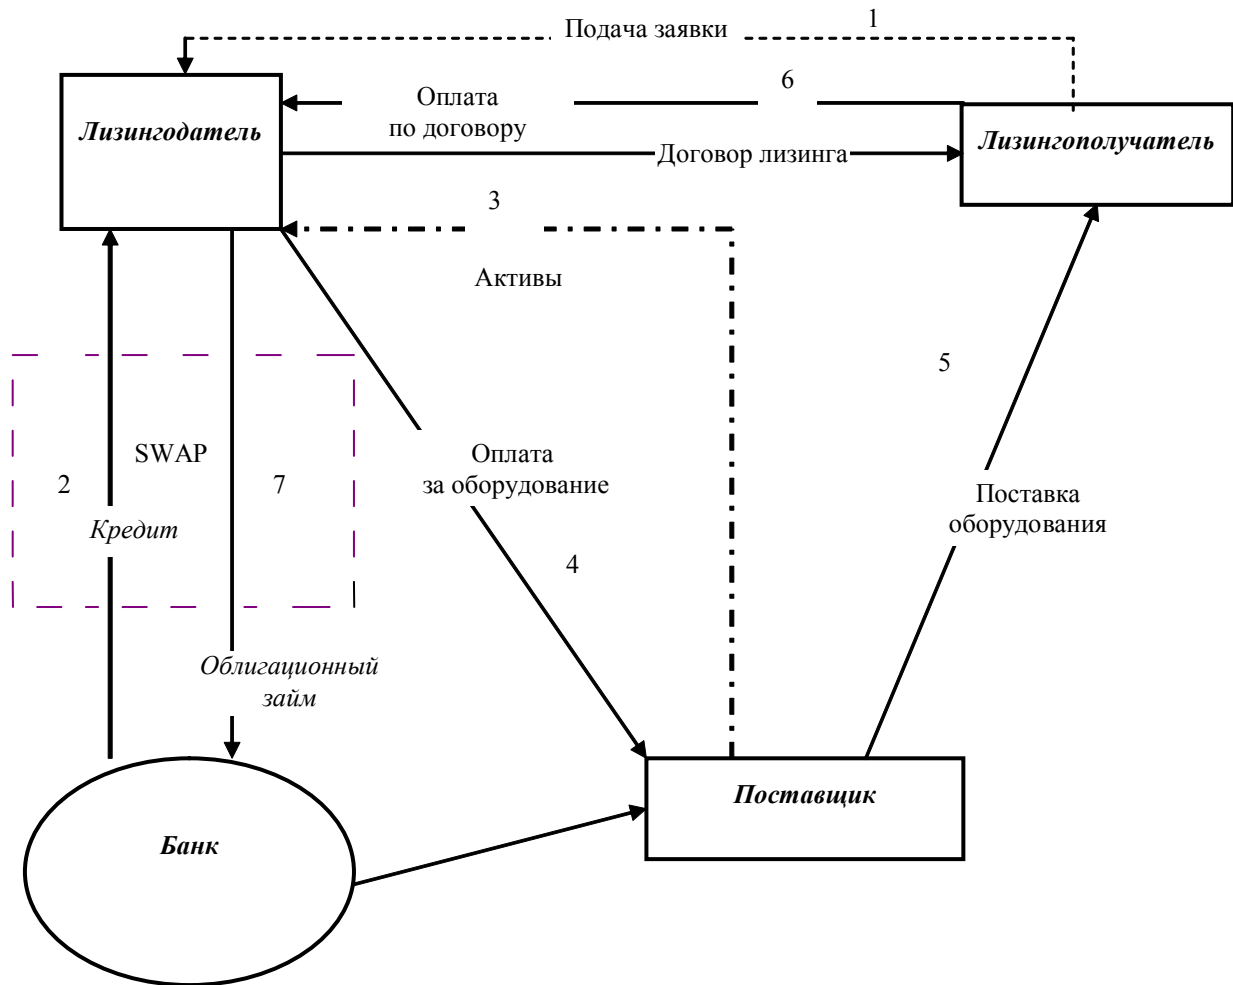 1
Подача заявки
6
Оплата
по договору
Лизингодатель
Лизингополучатель
Договор лизинга
3
Активы
5
SWAP
2
7
Кредит
Оплата
за оборудование
4
Поставка
оборудования
Облигационный
займ
Поставщик
Банк